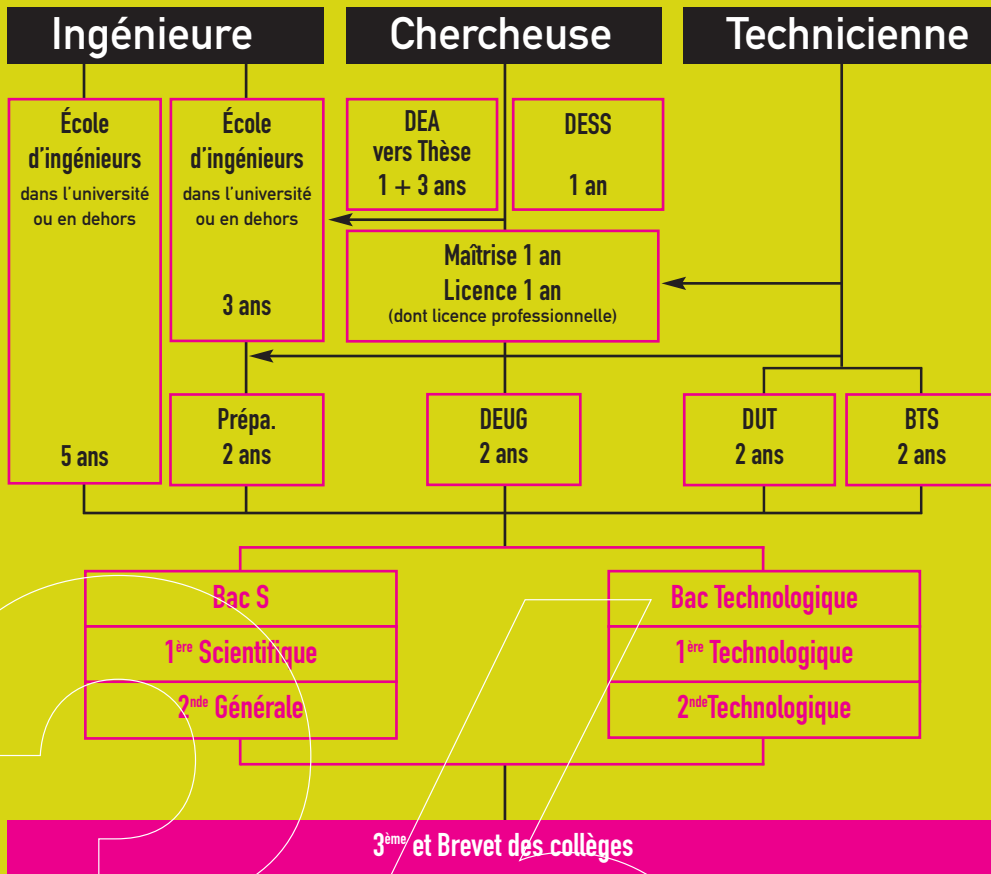 Ingénieure
Chercheuse
Technicienne
École
d'ingénieurs
dans l'université
ou en dehors
5 ans
École
d'ingénieurs
dans l'université
ou en dehors
3 ans
DEA
vers Thèse
1 + 3 ans
DESS
1 an
Maîtrise 1 an
Licence 1 an
(dont licence professionnelle)
Prépa.
2 ans
DEUG
2 ans
DUT
2 ans
BTS
2 ans
Bac S
1ère Scientifique
2nde Générale
Bac Technologique
1ère Technologique
2ndeTechnologique
3ème et Brevet des collèges